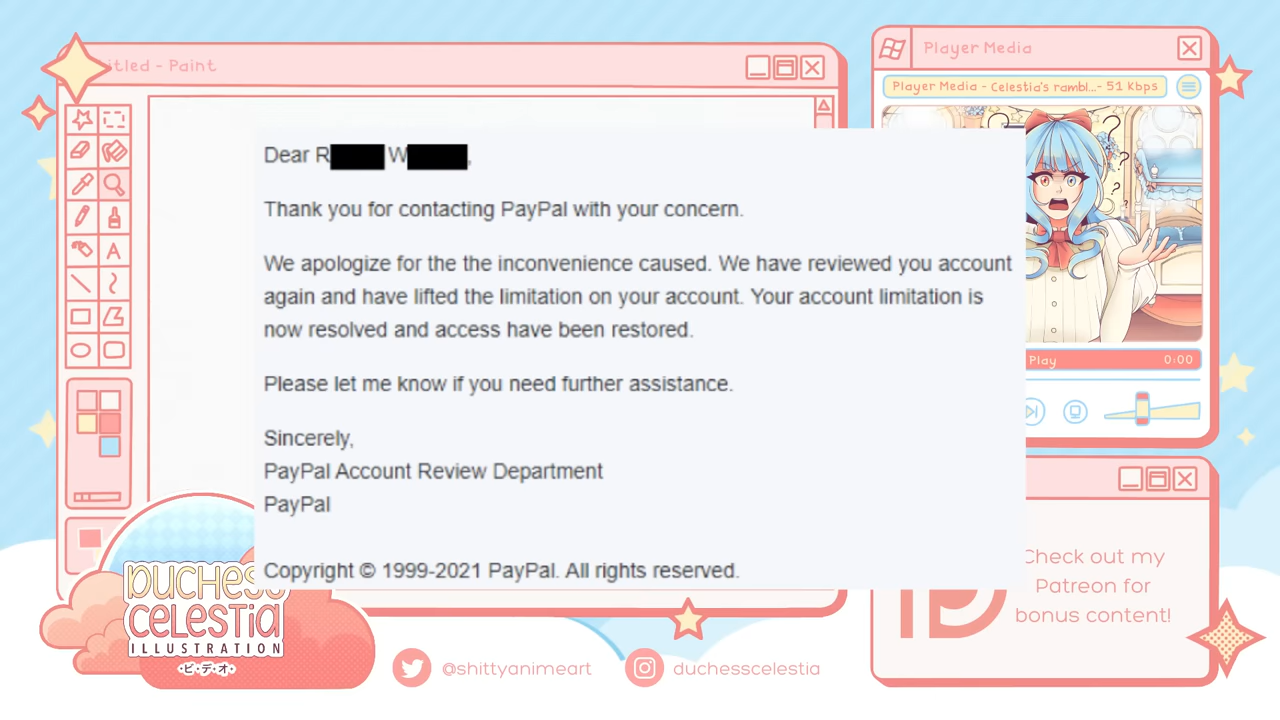 itled - Paint
Player Media
Player Media - Celestia's rambl...- 51 Kbps
Dear R W,
Thank you for contacting PayPal with your concern.
We apologize for the the inconvenience caused. We have reviewed you account
again and have lifted the limitation on your account. Your account limitation is
now resolved and access have been restored.
Please let me know if you need further assistance.
Sincerely,
PayPal Account Review Department
PayPal
Copyright © 1999-2021 PayPal. All rights reserved.
A
Play 0:00
Check out my
Patreon for
bonus content!
DUCHESS
CELESTIA
ILLUSTRATION
・ビ・デ・オ・
@shittyanimeart
duchesscelestia